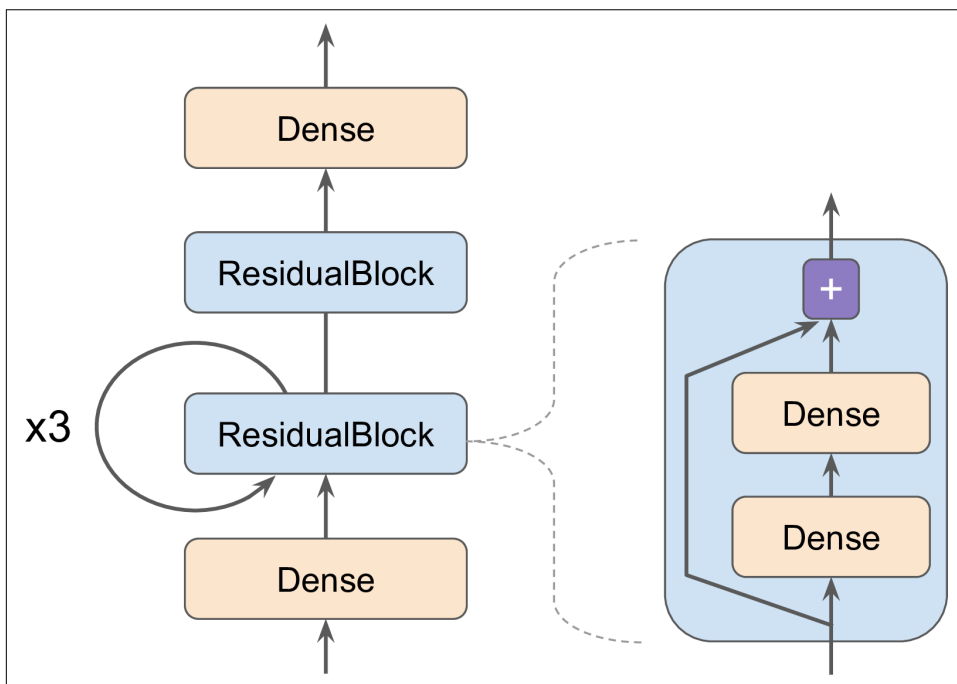 Dense
ResidualBlock
x3
ResidualBlock
Dense
+
Dense
Dense